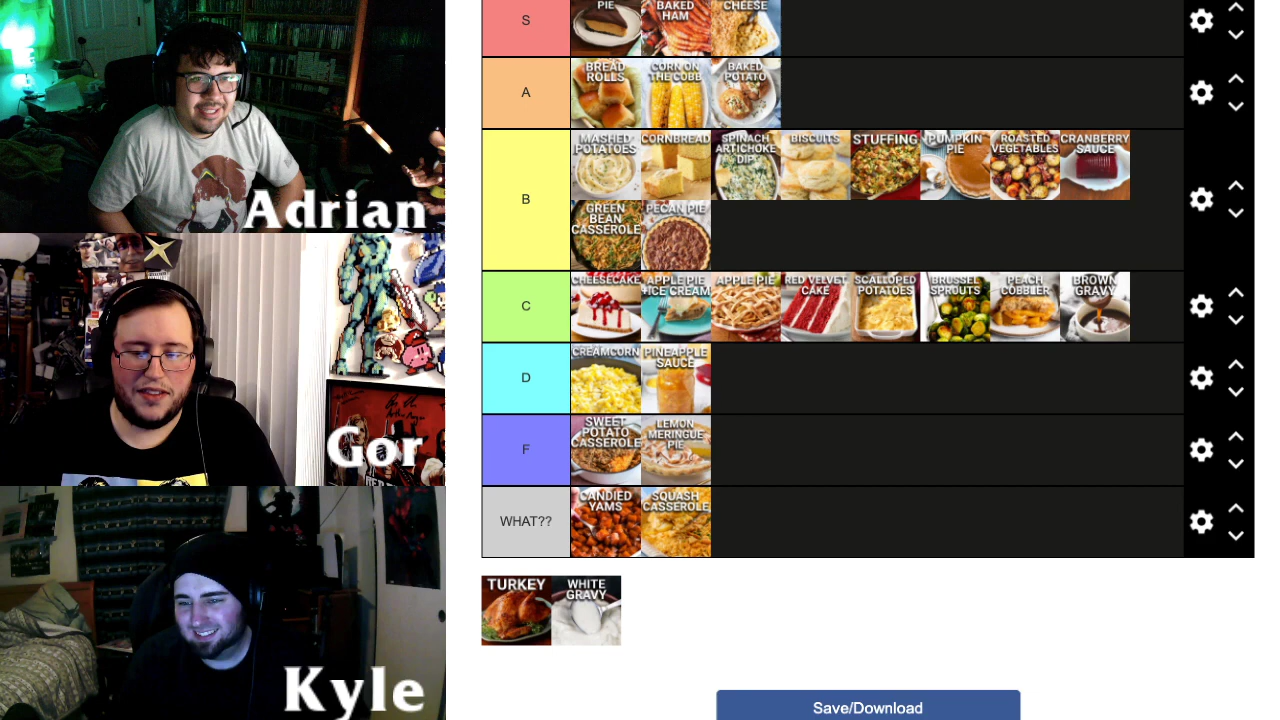 Adrian
Gor
Kyle
S
PIE
BAKED
HAM
CHEESE
A
BREAD
ROLLS
CORN ON
THE COBB
BAKED
POTATO
B
MASHED
POTATOES
CORNBREAD
SPINACH
ARTICHOKE
DIP
BISCUITS
STUFFING
PUMPKIN
PIE
ROASTED
VEGETABLES
CRANBERRY
SAUCE
GREEN
BEAN
CASSEROLE
PECAN PIE
C
CHEESECAKE
APPLE PIE
+ICE CREAM
APPLE PIE
RED VELVET
CAKE
SCALLOPED
POTATOES
BRUSSEL
SPROUTS
PEACH
COBBLER
BROWN
GRAVY
D
CREAMCORN
PINEAPPLE
SAUCE
F
SWEET
POTATO
CASSEROLE
LEMON
MERINGUE
PIE
WHAT??
CANDIED
YAMS
SQUASH
CASSEROLE
TURKEY
WHITE
GRAVY
Save/Download